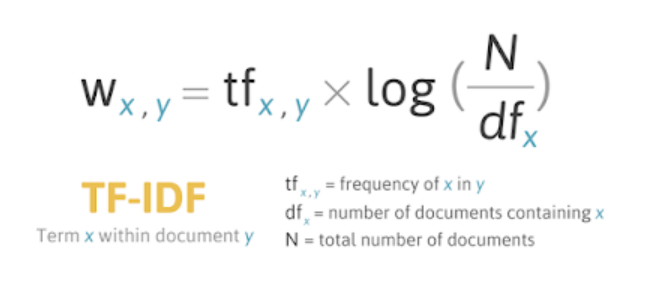 w x,y = tf x,y × log ( N / df x )
TF-IDF
Term x within document y
tf x,y = frequency of x in y
df x = number of documents containing x
N = total number of documents